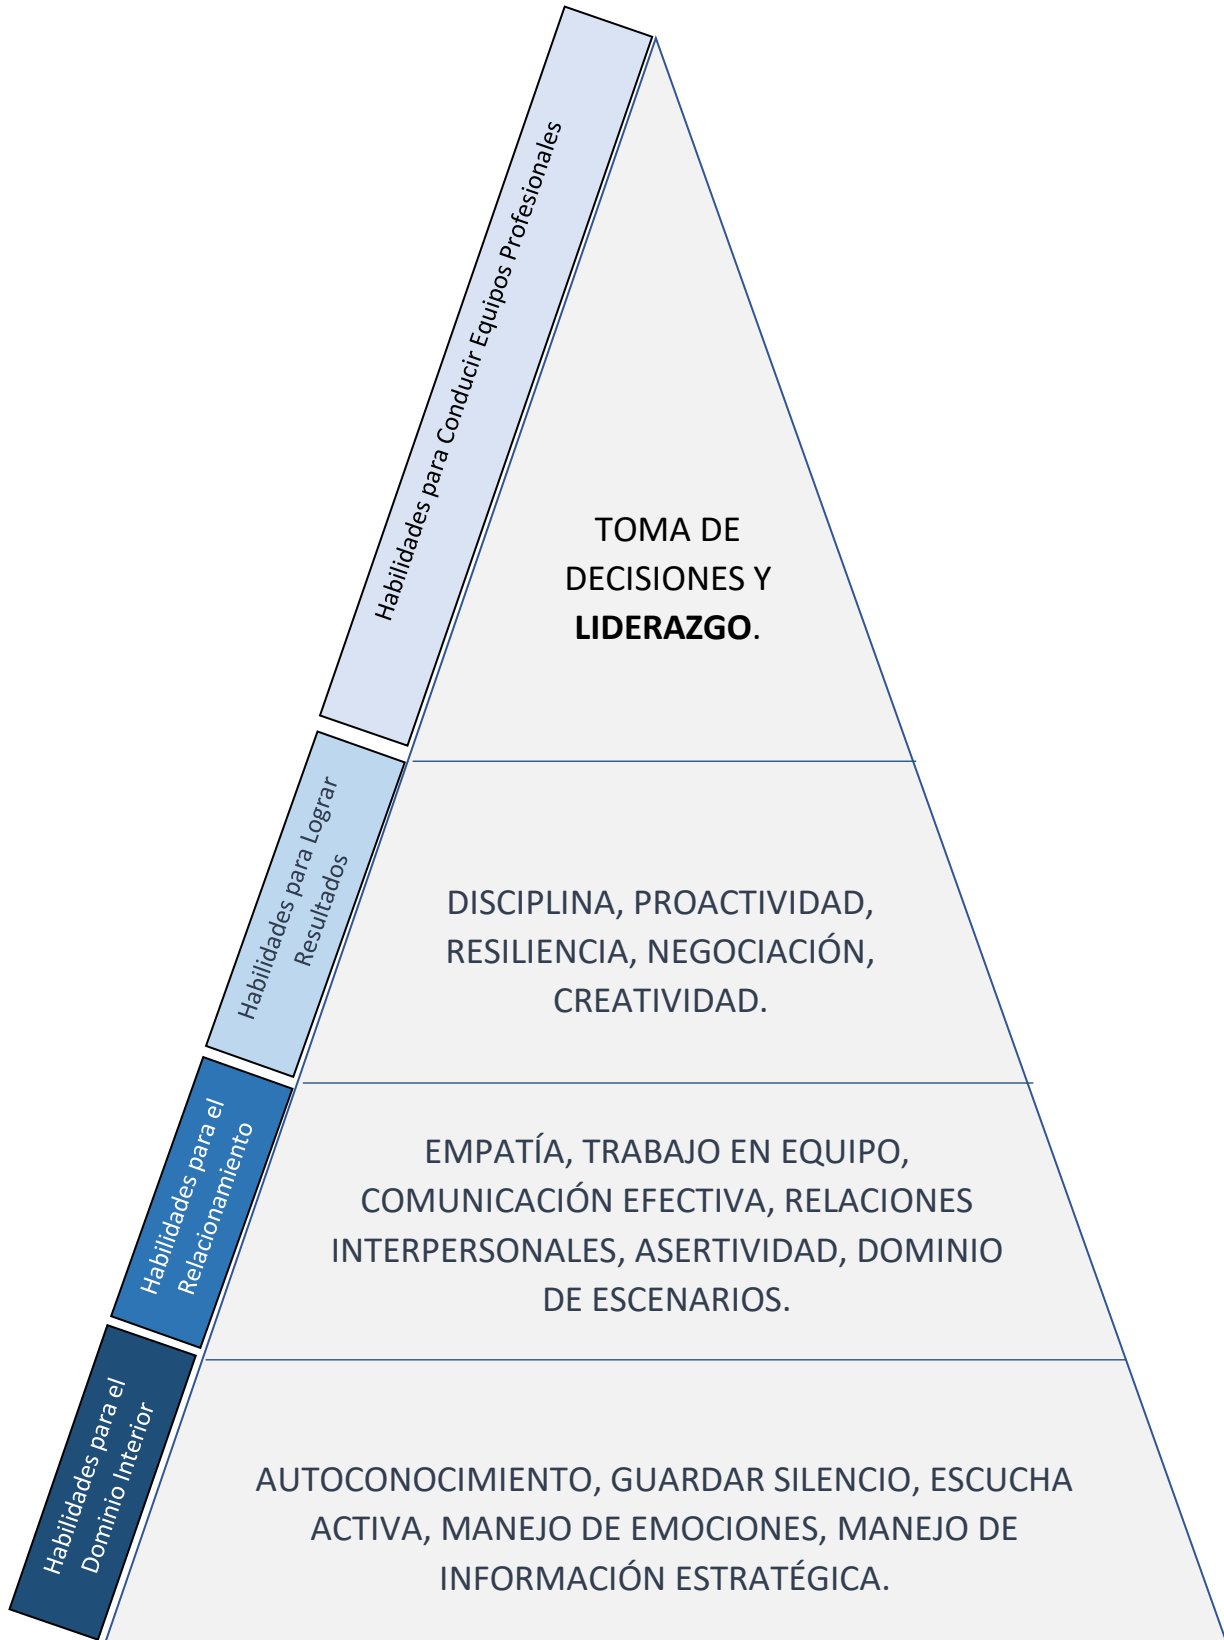 Habilidades para Conducir Equipos Profesionales
TOMA DE
DECISIONES Y
LIDERAZGO.
Habilidades para Lograr
Resultados
DISCIPLINA, PROACTIVIDAD,
RESILIENCIA, NEGOCIACIÓN,
CREATIVIDAD.
Habilidades para el
Relacionamiento
EMPATÍA, TRABAJO EN EQUIPO,
COMUNICACIÓN EFECTIVA, RELACIONES
INTERPERSONALES, ASERTIVIDAD, DOMINIO
DE ESCENARIOS.
Habilidades para el
Dominio Interior
AUTOCONOCIMIENTO, GUARDAR SILENCIO, ESCUCHA
ACTIVA, MANEJO DE EMOCIONES, MANEJO DE
INFORMACIÓN ESTRATÉGICA.